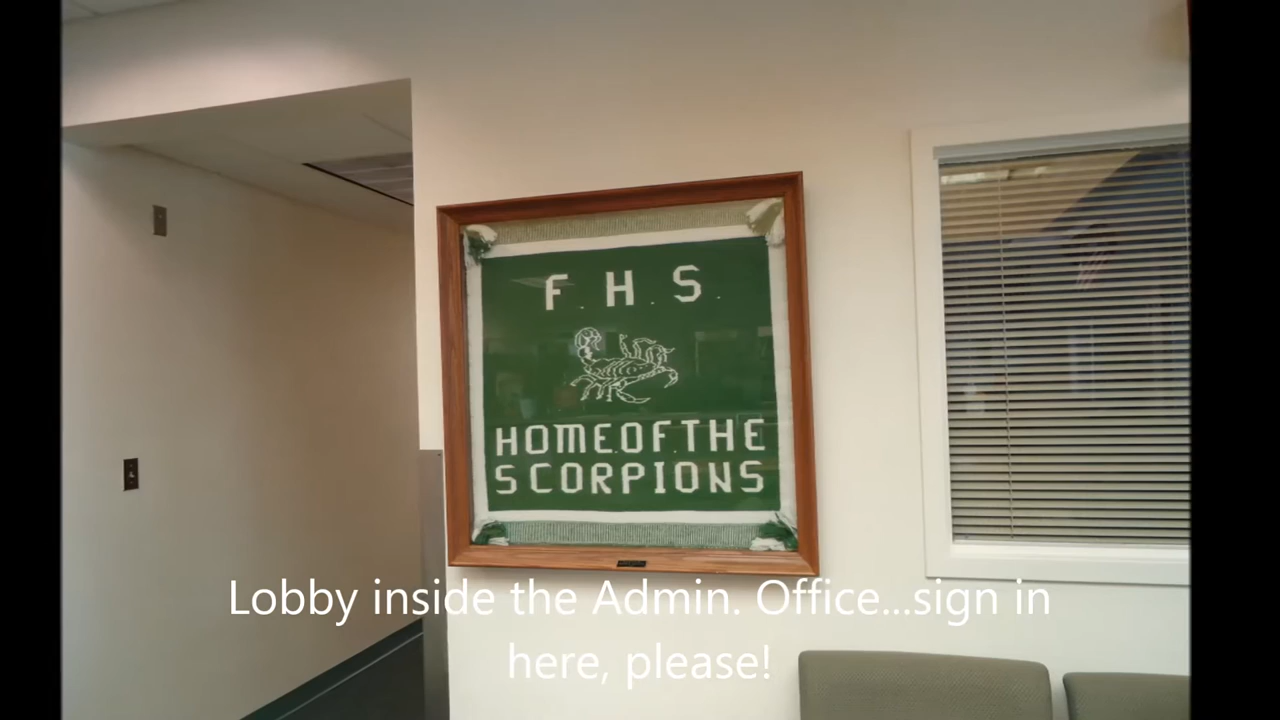 F.H.S.
HOME.OF.THE
SCORPIONS
Lobby inside the Admin. Office...sign in
here, please!